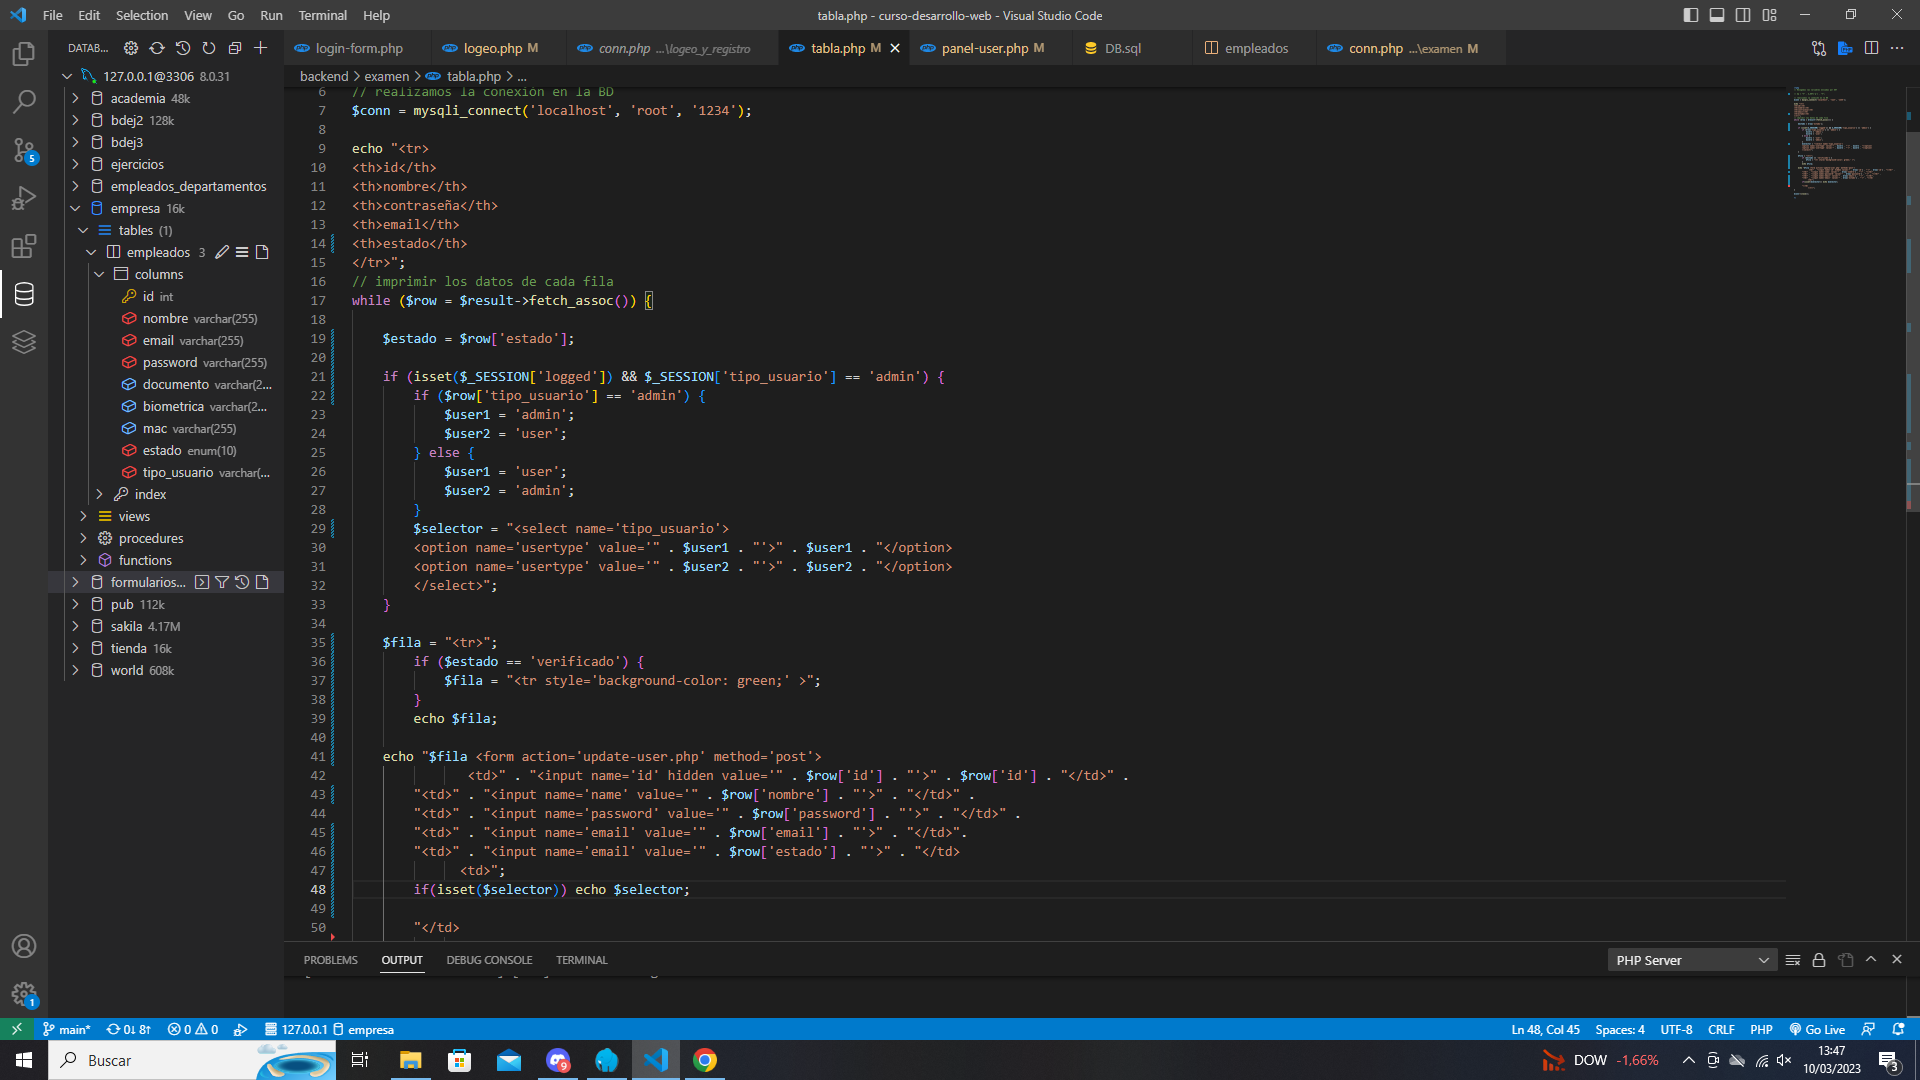 File Edit Selection View Go Run Terminal Help
tabla.php - curso-desarrollo-web - Visual Studio Code
DATAB...
login-form.php
logeo.php M
conn.php ...\logeo_y_registro
tabla.php M
panel-user.php M
DB.sql
empleados
conn.php ...\examen M
backend > examen > tabla.php > ...
127.0.0.1@3306 8.0.31
academia 48k
bdej2 128k
bdej3
ejercicios
empleados_departamentos
empresa 16k
tables (1)
empleados 3
columns
id int
nombre varchar(255)
email varchar(255)
password varchar(255)
documento varchar(2...
biometrica varchar(2...
mac varchar(255)
estado enum(10)
tipo_usuario varchar(...
index
views
procedures
functions
formularios...
pub 112k
sakila 4.17M
tienda 16k
world 608k
5
1
6 // realizamos la conexión en la BD
7 $conn = mysqli_connect('localhost', 'root', '1234');
8
9 echo "<tr>
10 <th>id</th>
11 <th>nombre</th>
12 <th>contraseña</th>
13 <th>email</th>
14 <th>estado</th>
15 </tr>";
16 // imprimir los datos de cada fila
17 while ($row = $result->fetch_assoc()) {
18
19 $estado = $row['estado'];
20
21 if (isset($_SESSION['logged']) && $_SESSION['tipo_usuario'] == 'admin') {
22 if ($row['tipo_usuario'] == 'admin') {
23 $user1 = 'admin';
24 $user2 = 'user';
25 } else {
26 $user1 = 'user';
27 $user2 = 'admin';
28 }
29 $selector = "<select name='tipo_usuario'>
30 <option name='usertype' value='" . $user1 . "'>" . $user1 . "</option>
31 <option name='usertype' value='" . $user2 . "'>" . $user2 . "</option>
32 </select>";
33 }
34
35 $fila = "<tr>";
36 if ($estado == 'verificado') {
37 $fila = "<tr style='background-color: green;' >";
38 }
39 echo $fila;
40
41 echo "$fila <form action='update-user.php' method='post'>
42 <td>" . "<input name='id' hidden value='" . $row['id'] . "'>" . $row['id'] . "</td>" .
43 "<td>" . "<input name='name' value='" . $row['nombre'] . "'>" . "</td>" .
44 "<td>" . "<input name='password' value='" . $row['password'] . "'>" . "</td>" .
45 "<td>" . "<input name='email' value='" . $row['email'] . "'>" . "</td>".
46 "<td>" . "<input name='email' value='" . $row['estado'] . "'>" . "</td>
47 <td>";
48 if(isset($selector)) echo $selector;
49
50 "</td>
PROBLEMS OUTPUT DEBUG CONSOLE TERMINAL
PHP Server
main* 0↓ 8↑ 0 0 127.0.0.1 empresa
Ln 48, Col 45 Spaces: 4 UTF-8 CRLF PHP Go Live
Buscar
9
DOW -1,66%
13:47
10/03/2023
3